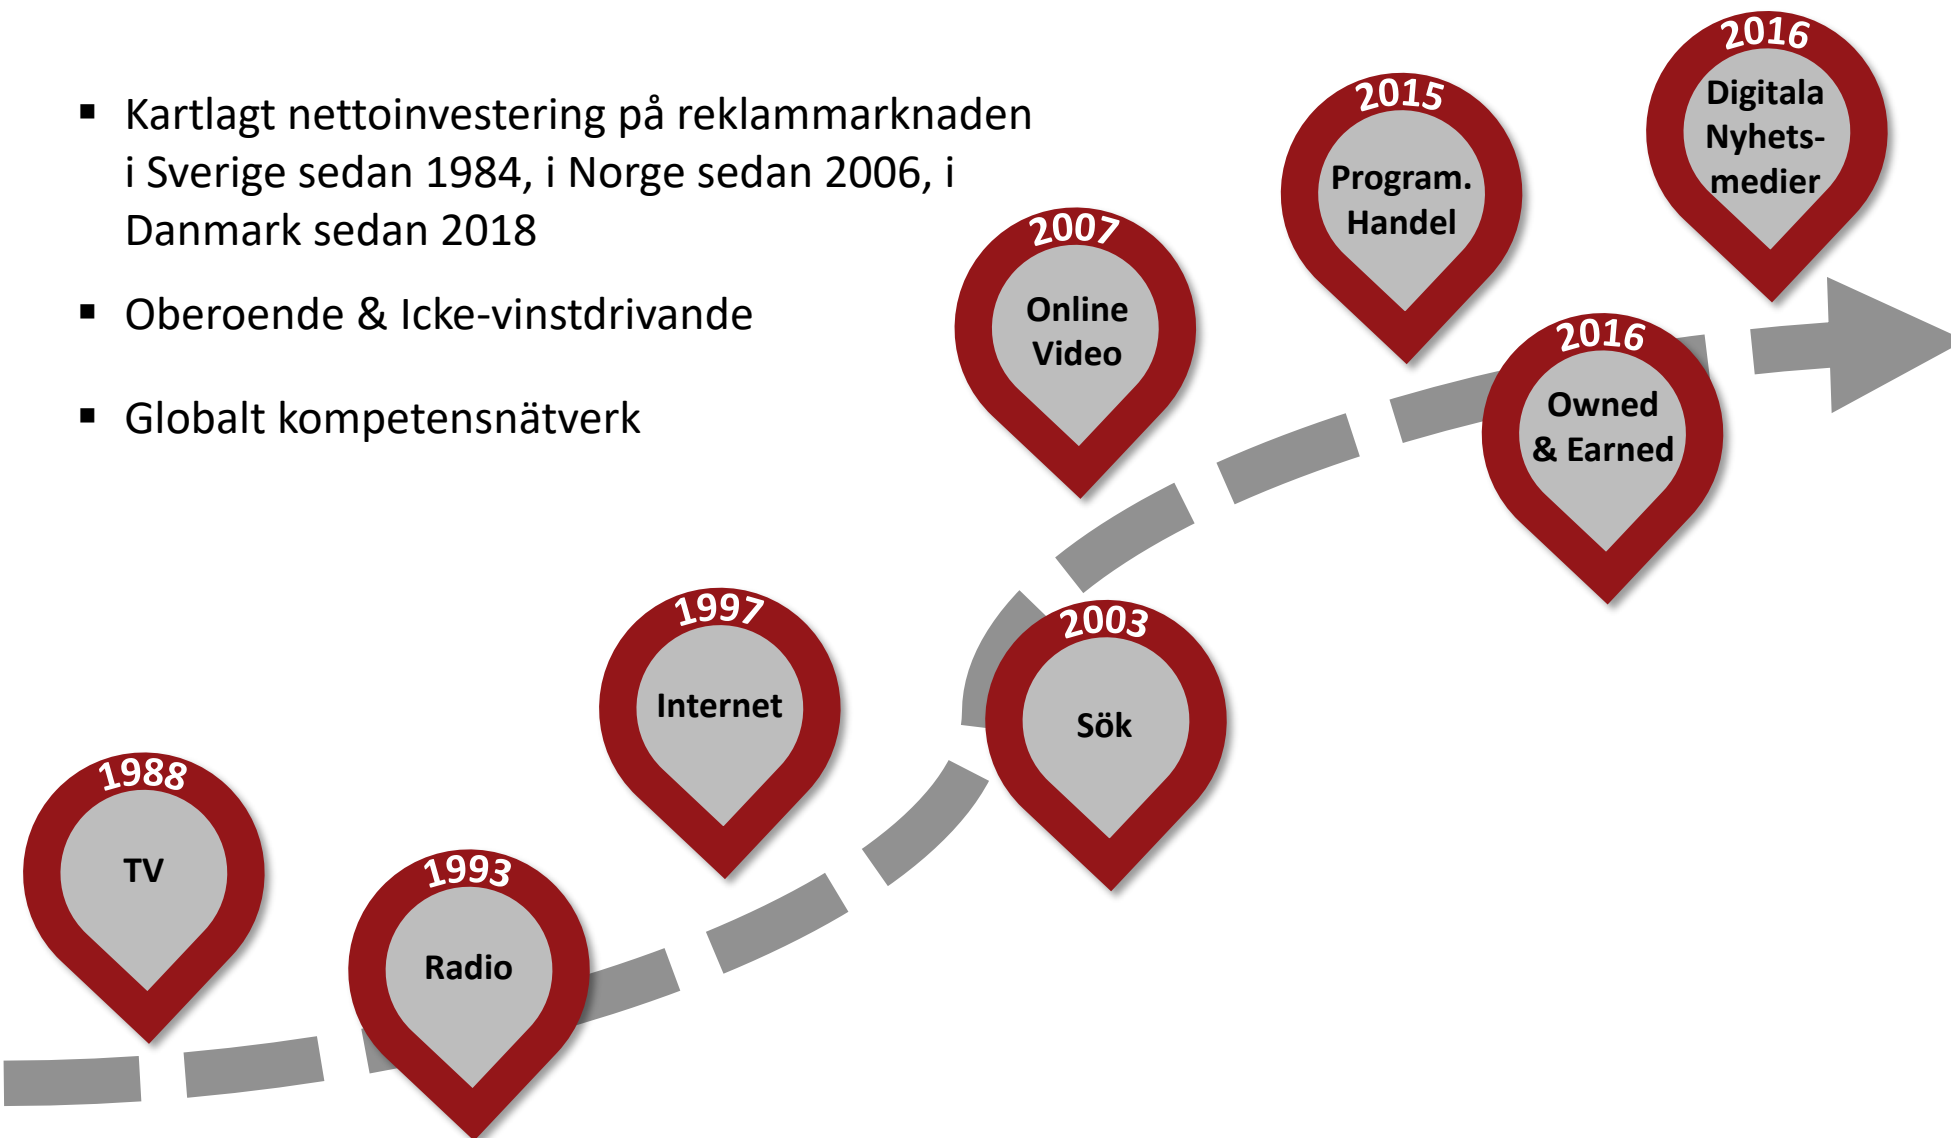 ▪ Kartlagt nettoinvestering på reklammarknaden
i Sverige sedan 1984, i Norge sedan 2006, i
Danmark sedan 2018
▪ Oberoende & Icke-vinstdrivande
▪ Globalt kompetensnätverk
1988
TV
1993
Radio
1997
Internet
2003
Sök
2007
Online
Video
2015
Program.
Handel
2016
Owned
& Earned
2016
Digitala
Nyhets-
medier